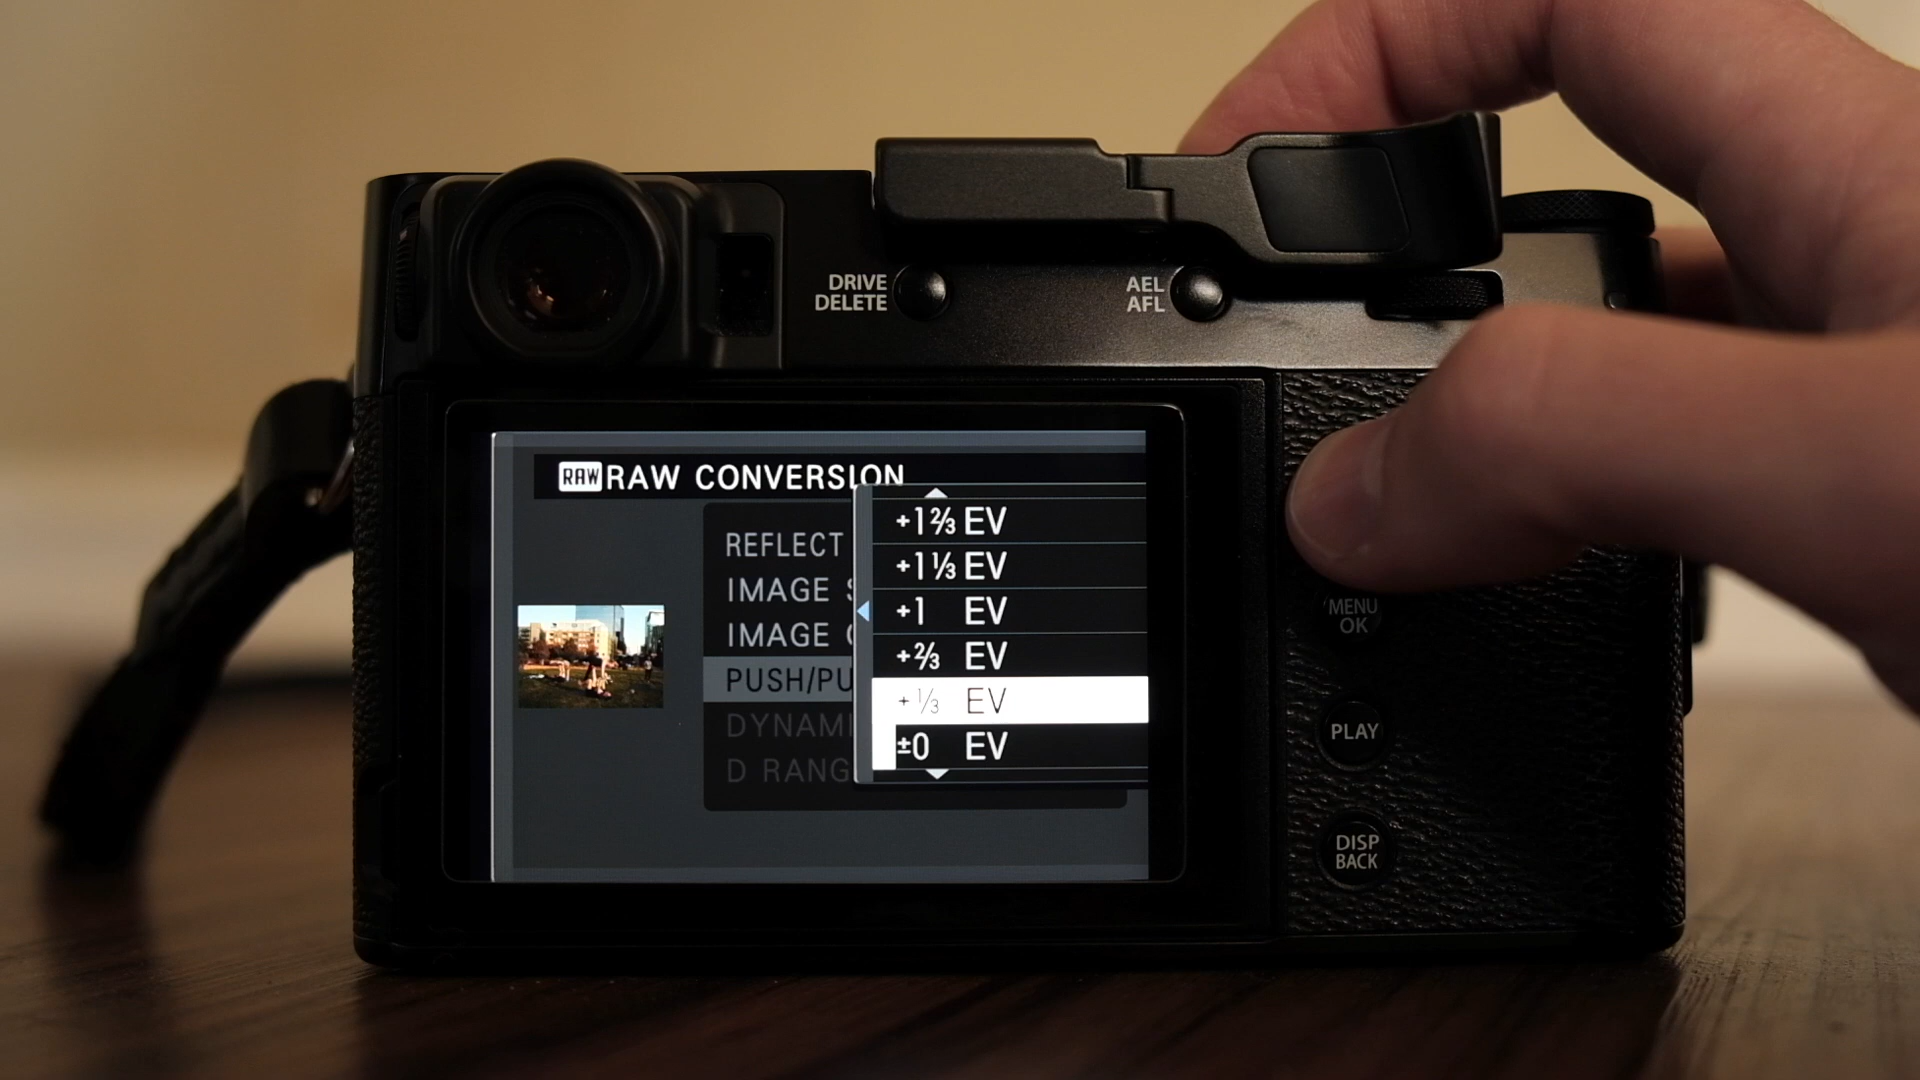 DRIVE
DELETE
AEL
AFL
RAW RAW CONVERSION
REFLECT
IMAGE
IMAGE
PUSH/PU
DYNAMI
D RANG
+1⅔ EV
+1⅓ EV
+1 EV
+⅔ EV
+⅓ EV
±0 EV
MENU
OK
PLAY
DISP
BACK